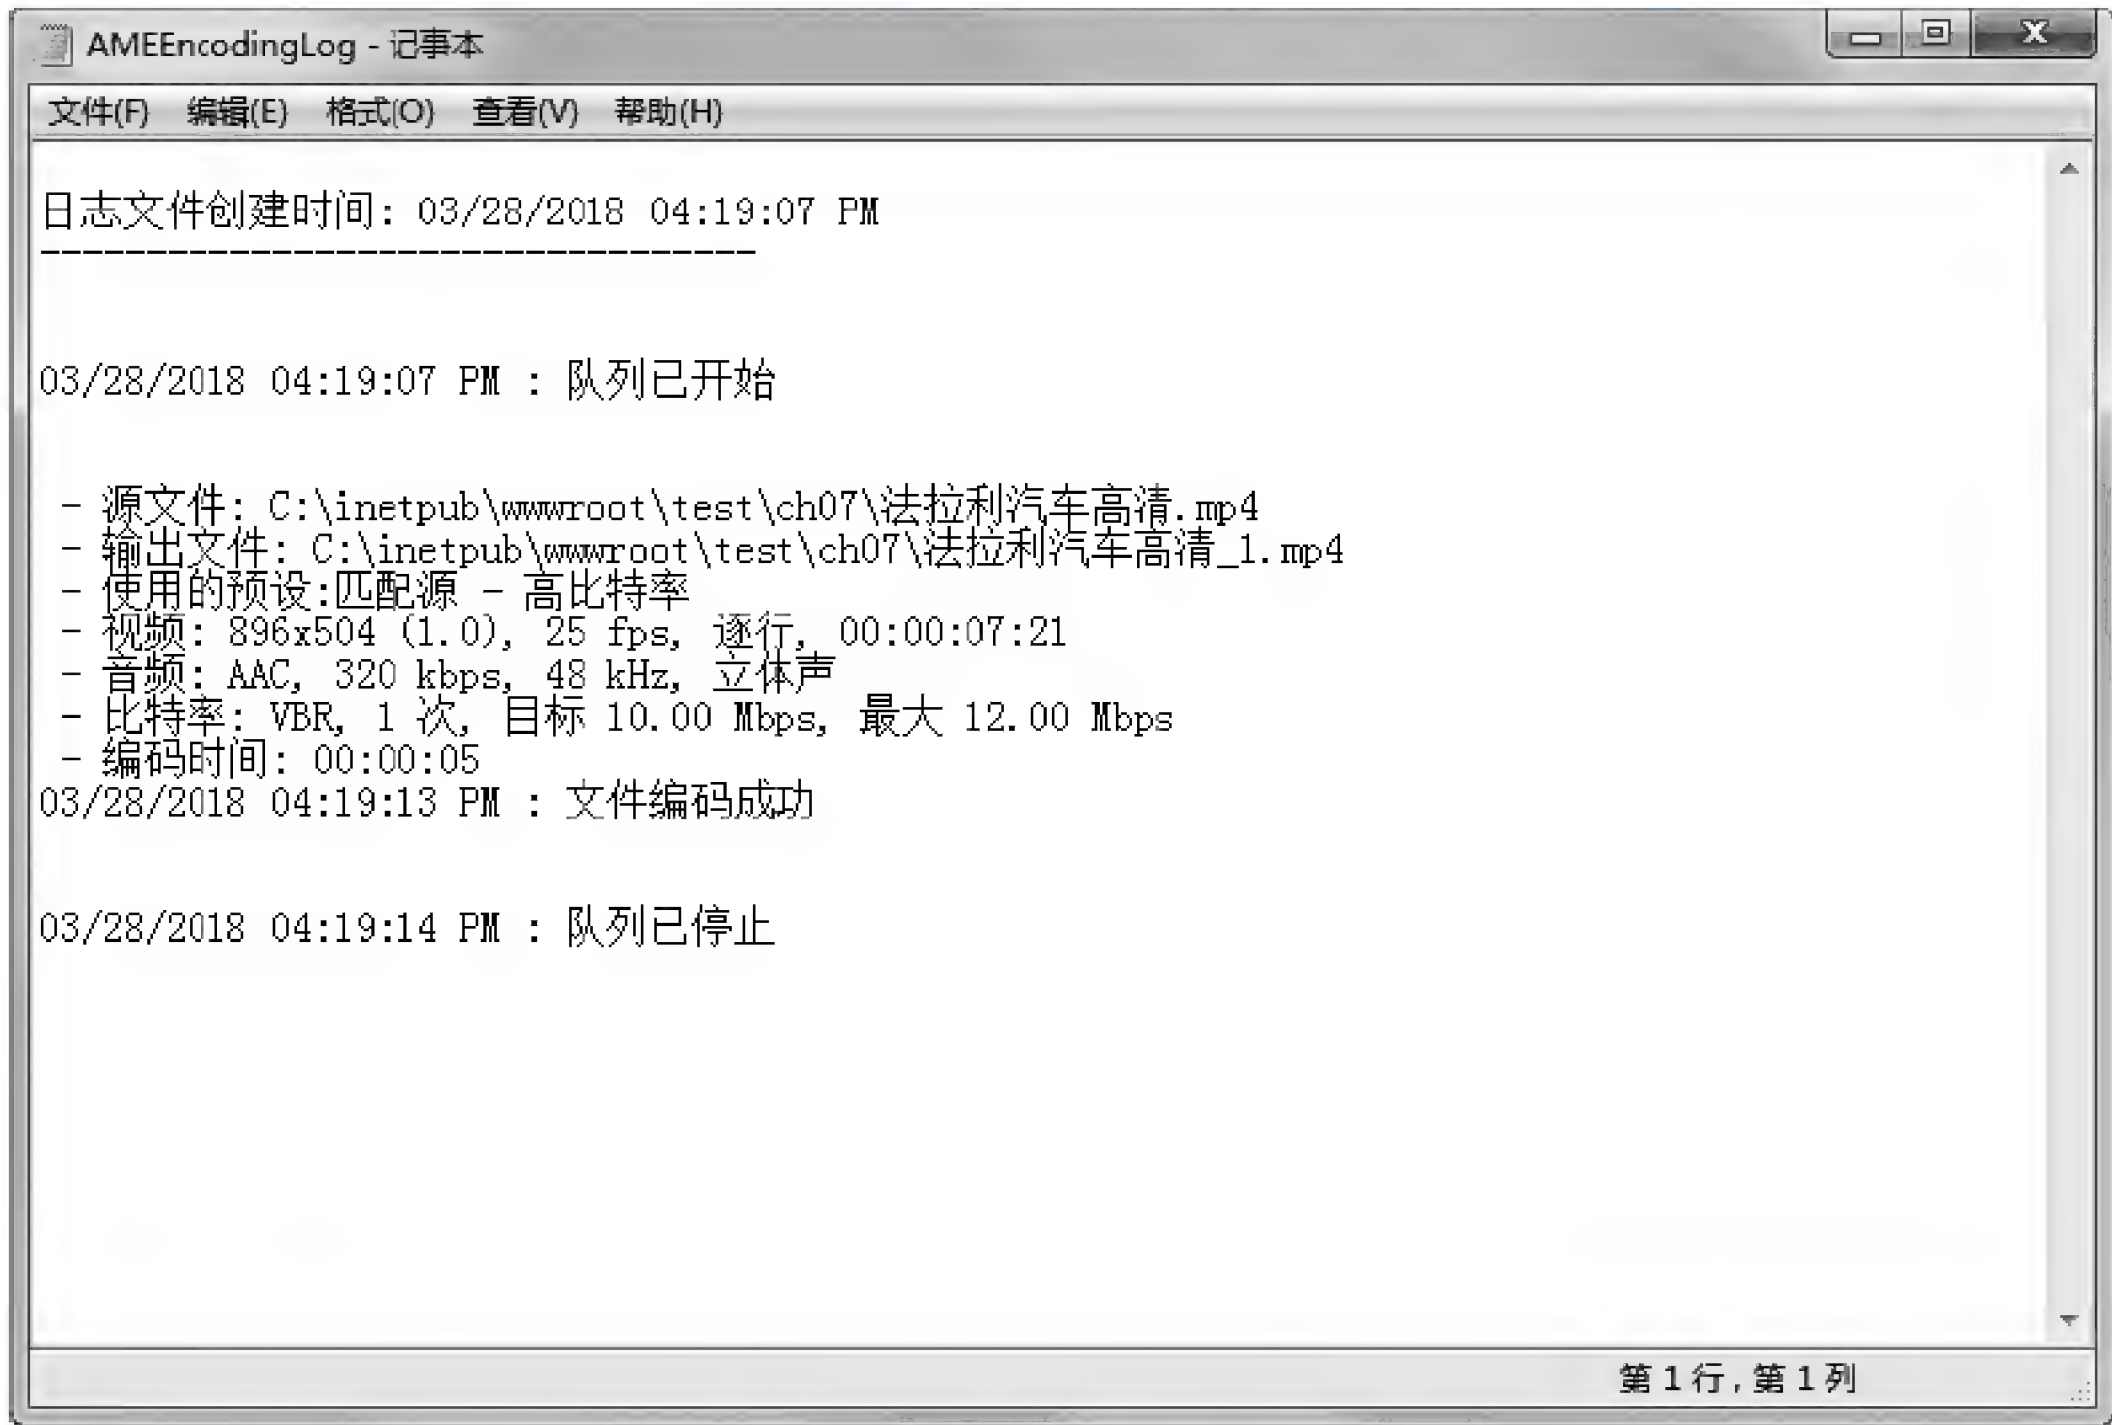 AMEEncodingLog - 记事本
文件(F) 编辑(E) 格式(O) 查看(V) 帮助(H)
日志文件创建时间: 03/28/2018 04:19:07 PM
----------------------------------
03/28/2018 04:19:07 PM : 队列已开始
- 源文件: C:\inetpub\wwwroot\test\ch07\法拉利汽车高清.mp4
- 输出文件: C:\inetpub\wwwroot\test\ch07\法拉利汽车高清_1.mp4
- 使用的预设:匹配源 - 高比特率
- 视频: 896x504 (1.0), 25 fps, 逐行, 00:00:07:21
- 音频: AAC, 320 kbps, 48 kHz, 立体声
- 比特率: VBR, 1 次, 目标 10.00 Mbps, 最大 12.00 Mbps
- 编码时间: 00:00:05
03/28/2018 04:19:13 PM : 文件编码成功
03/28/2018 04:19:14 PM : 队列已停止
第 1 行, 第 1 列